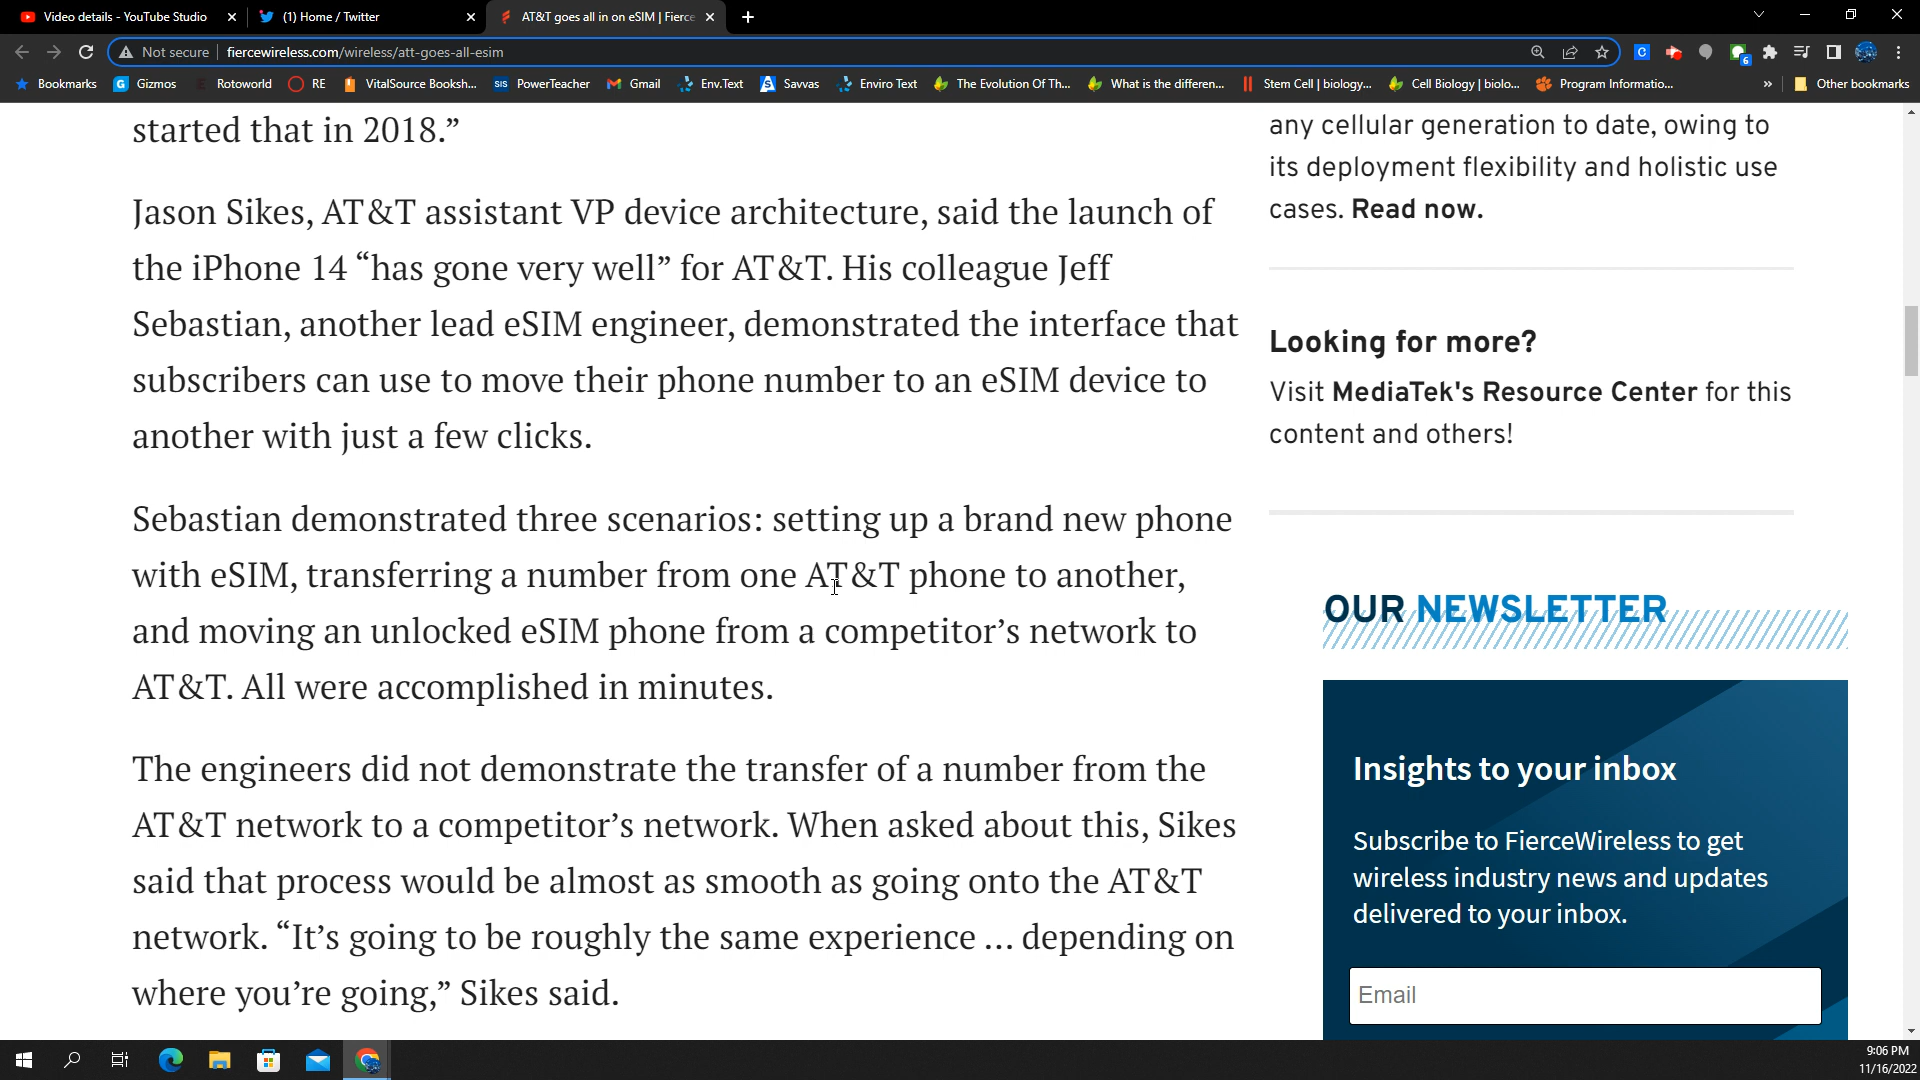 Video details - YouTube Studio
(1) Home / Twitter
AT&T goes all in on eSIM | Fierce
Not secure
fiercewireless.com/wireless/att-goes-all-esim
6
Bookmarks
Gizmos
Rotoworld
RE
VitalSource Booksh...
SIS PowerTeacher
Gmail
Env.Text
Savvas
Enviro Text
The Evolution Of Th...
What is the differen...
Stem Cell | biology...
Cell Biology | biolo...
Program Informatio...
»
Other bookmarks
started that in 2018.”
Jason Sikes, AT&T assistant VP device architecture, said the launch of
the iPhone 14 “has gone very well” for AT&T. His colleague Jeff
Sebastian, another lead eSIM engineer, demonstrated the interface that
subscribers can use to move their phone number to an eSIM device to
another with just a few clicks.
Sebastian demonstrated three scenarios: setting up a brand new phone
with eSIM, transferring a number from one AT&T phone to another,
and moving an unlocked eSIM phone from a competitor’s network to
AT&T. All were accomplished in minutes.
The engineers did not demonstrate the transfer of a number from the
AT&T network to a competitor’s network. When asked about this, Sikes
said that process would be almost as smooth as going onto the AT&T
network. “It’s going to be roughly the same experience … depending on
where you’re going,” Sikes said.
any cellular generation to date, owing to
its deployment flexibility and holistic use
cases. Read now.
Looking for more?
Visit MediaTek's Resource Center for this
content and others!
OUR NEWSLETTER
Insights to your inbox
Subscribe to FierceWireless to get
wireless industry news and updates
delivered to your inbox.
Email
9:06 PM
11/16/2022